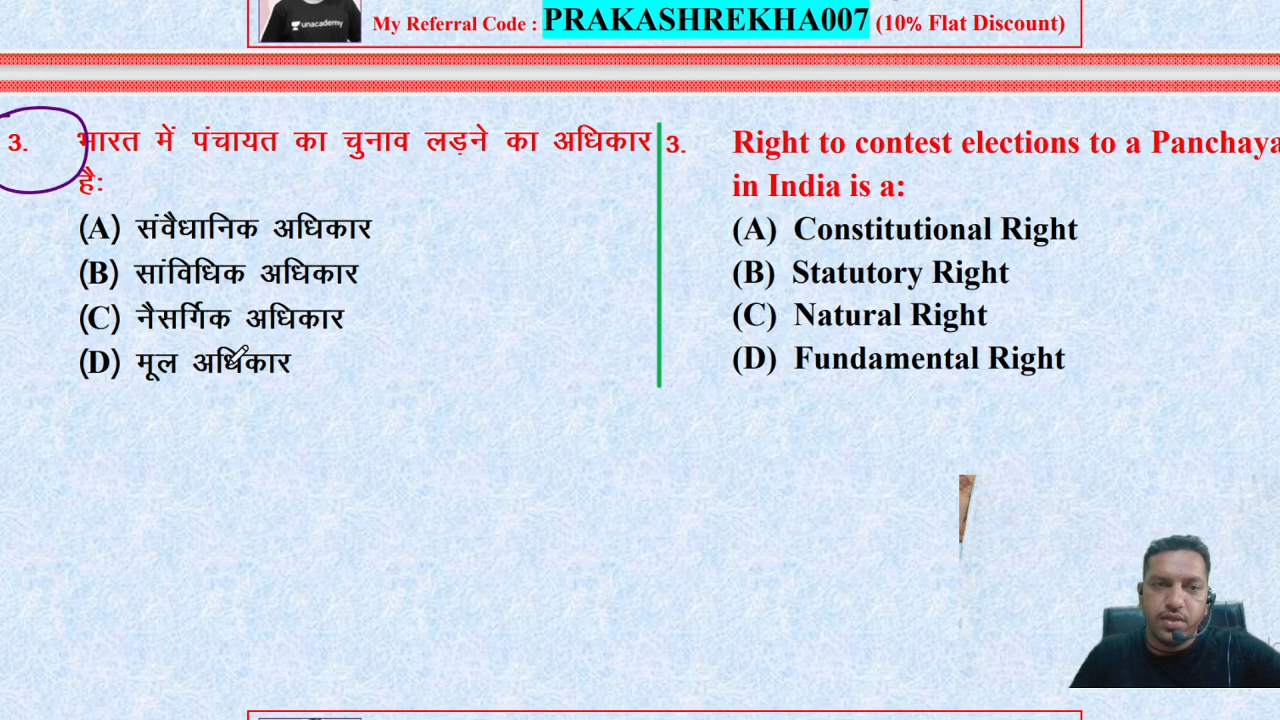 unacademy
My Referral Code : PRAKASHREKHA007 (10% Flat Discount)
3. भारत में पंचायत का चुनाव लड़ने का अधिकार
है:
(A) संवैधानिक अधिकार
(B) सांविधिक अधिकार
(C) नैसर्गिक अधिकार
(D) मूल अधिकार
3. Right to contest elections to a Panchaya
in India is a:
(A) Constitutional Right
(B) Statutory Right
(C) Natural Right
(D) Fundamental Right